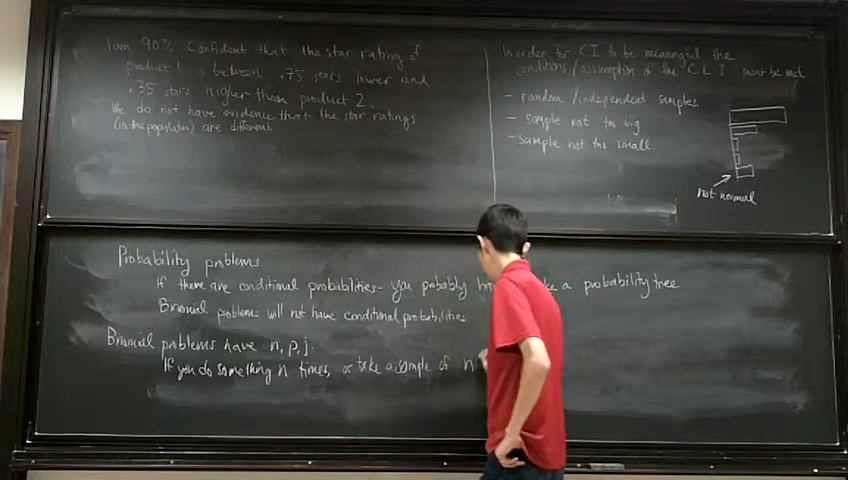 I am 90% Confident that the star rating of
product 1 is between .75 stars lower and
.35 stars higher than product 2.
We do not have evidence that the star ratings
(in the population) are different
In order for CI to be meaningful the
conditions/assumption of the CLT must be met
- random/independent samples
- sample not too big
- sample not too small.
not normal
Probability problems
If there are conditional probabilities - you probably make a probability tree
Binomial problems will not have conditional probabilities
Binomial problems have n, p, j.
If you do something n times, or take a sample of n